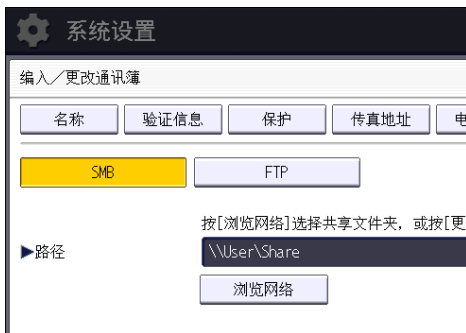 系统设置
编入／更改通讯簿
名称 验证信息 保护 传真地址 电
SMB FTP
按[浏览网络]选择共享文件夹，或按[更
▶路径 \\User\Share
浏览网络